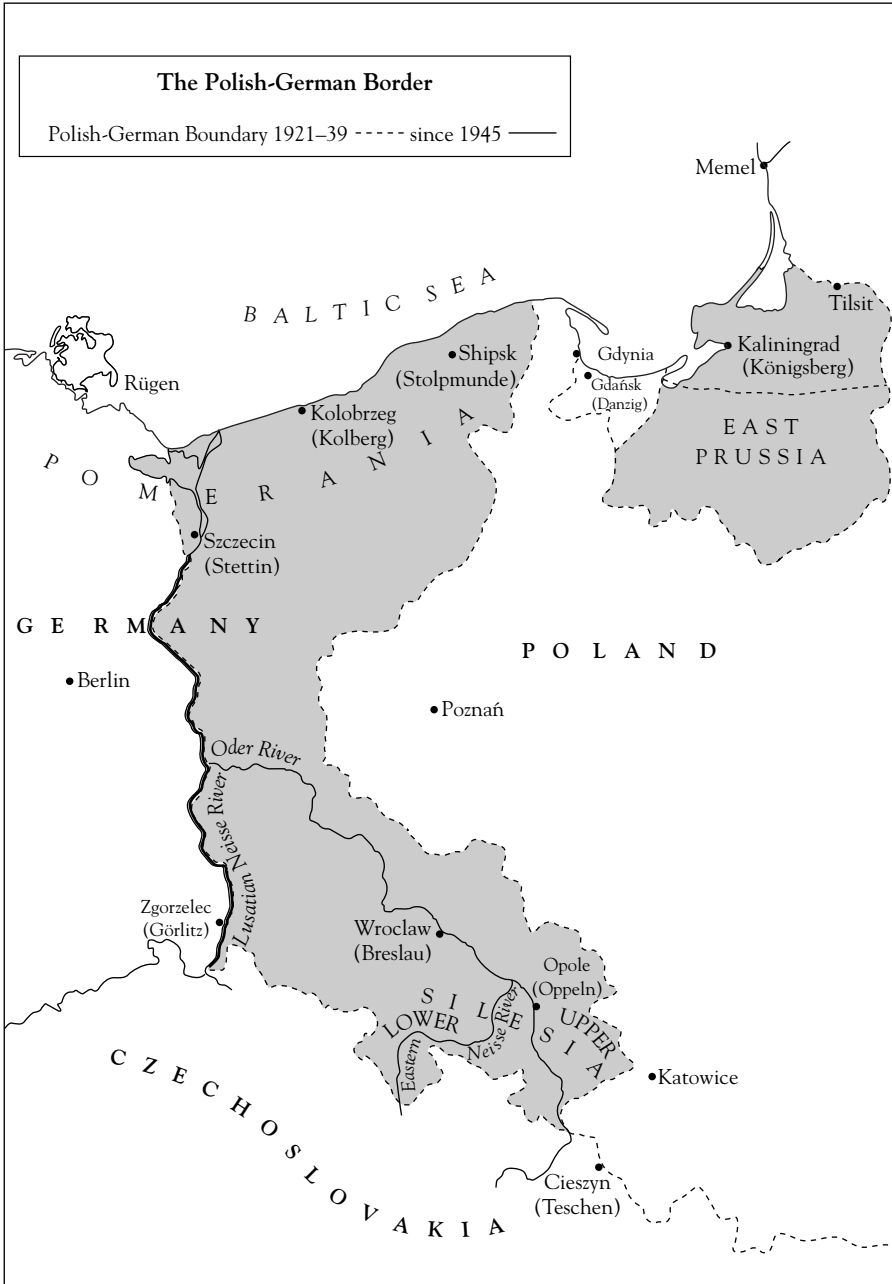 The Polish-German Border
Polish-German Boundary 1921–39 ----- since 1945 ——
Memel
BALTIC SEA
Tilsit
Rügen
Shipsk
(Stolpmunde)
Gdynia
Gdańsk
(Danzig)
Kaliningrad
(Königsberg)
Kolobrzeg
(Kolberg)
EAST
PRUSSIA
POMERANIA
Szczecin
(Stettin)
GERMANY
POLAND
Berlin
Poznań
Oder River
Lusatian Neisse River
Zgorzelec
(Görlitz)
Wroclaw
(Breslau)
Opole
(Oppeln)
SILESIA
LOWER
UPPER
Eastern Neisse River
Katowice
CZECHOSLOVAKIA
Cieszyn
(Teschen)